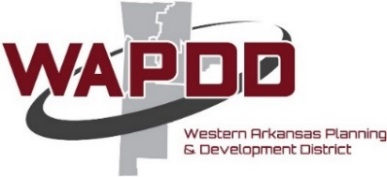 WAPDD
Western Arkansas Planning
& Development District